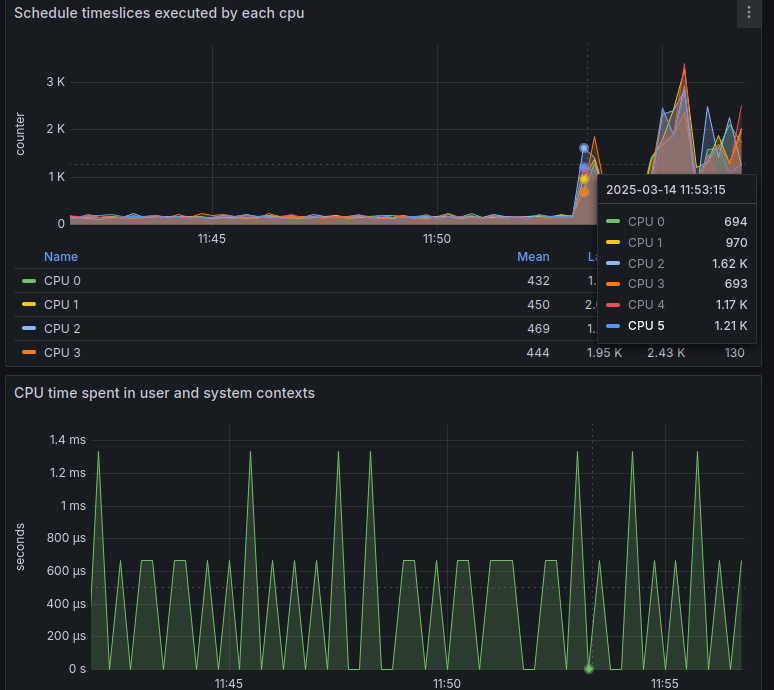 Schedule timeslices executed by each cpu
counter
3 K
2 K
1 K
0
11:45
11:50
2025-03-14 11:53:15
CPU 0 694
CPU 1 970
CPU 2 1.62 K
CPU 3 693
CPU 4 1.17 K
CPU 5 1.21 K
Name Mean
CPU 0 432 1.
CPU 1 450 2.
CPU 2 469 1.
CPU 3 444 1.95 K 2.43 K 130
CPU time spent in user and system contexts
seconds
1.4 ms
1.2 ms
1 ms
800 µs
600 µs
400 µs
200 µs
0 s
11:45
11:50
11:55